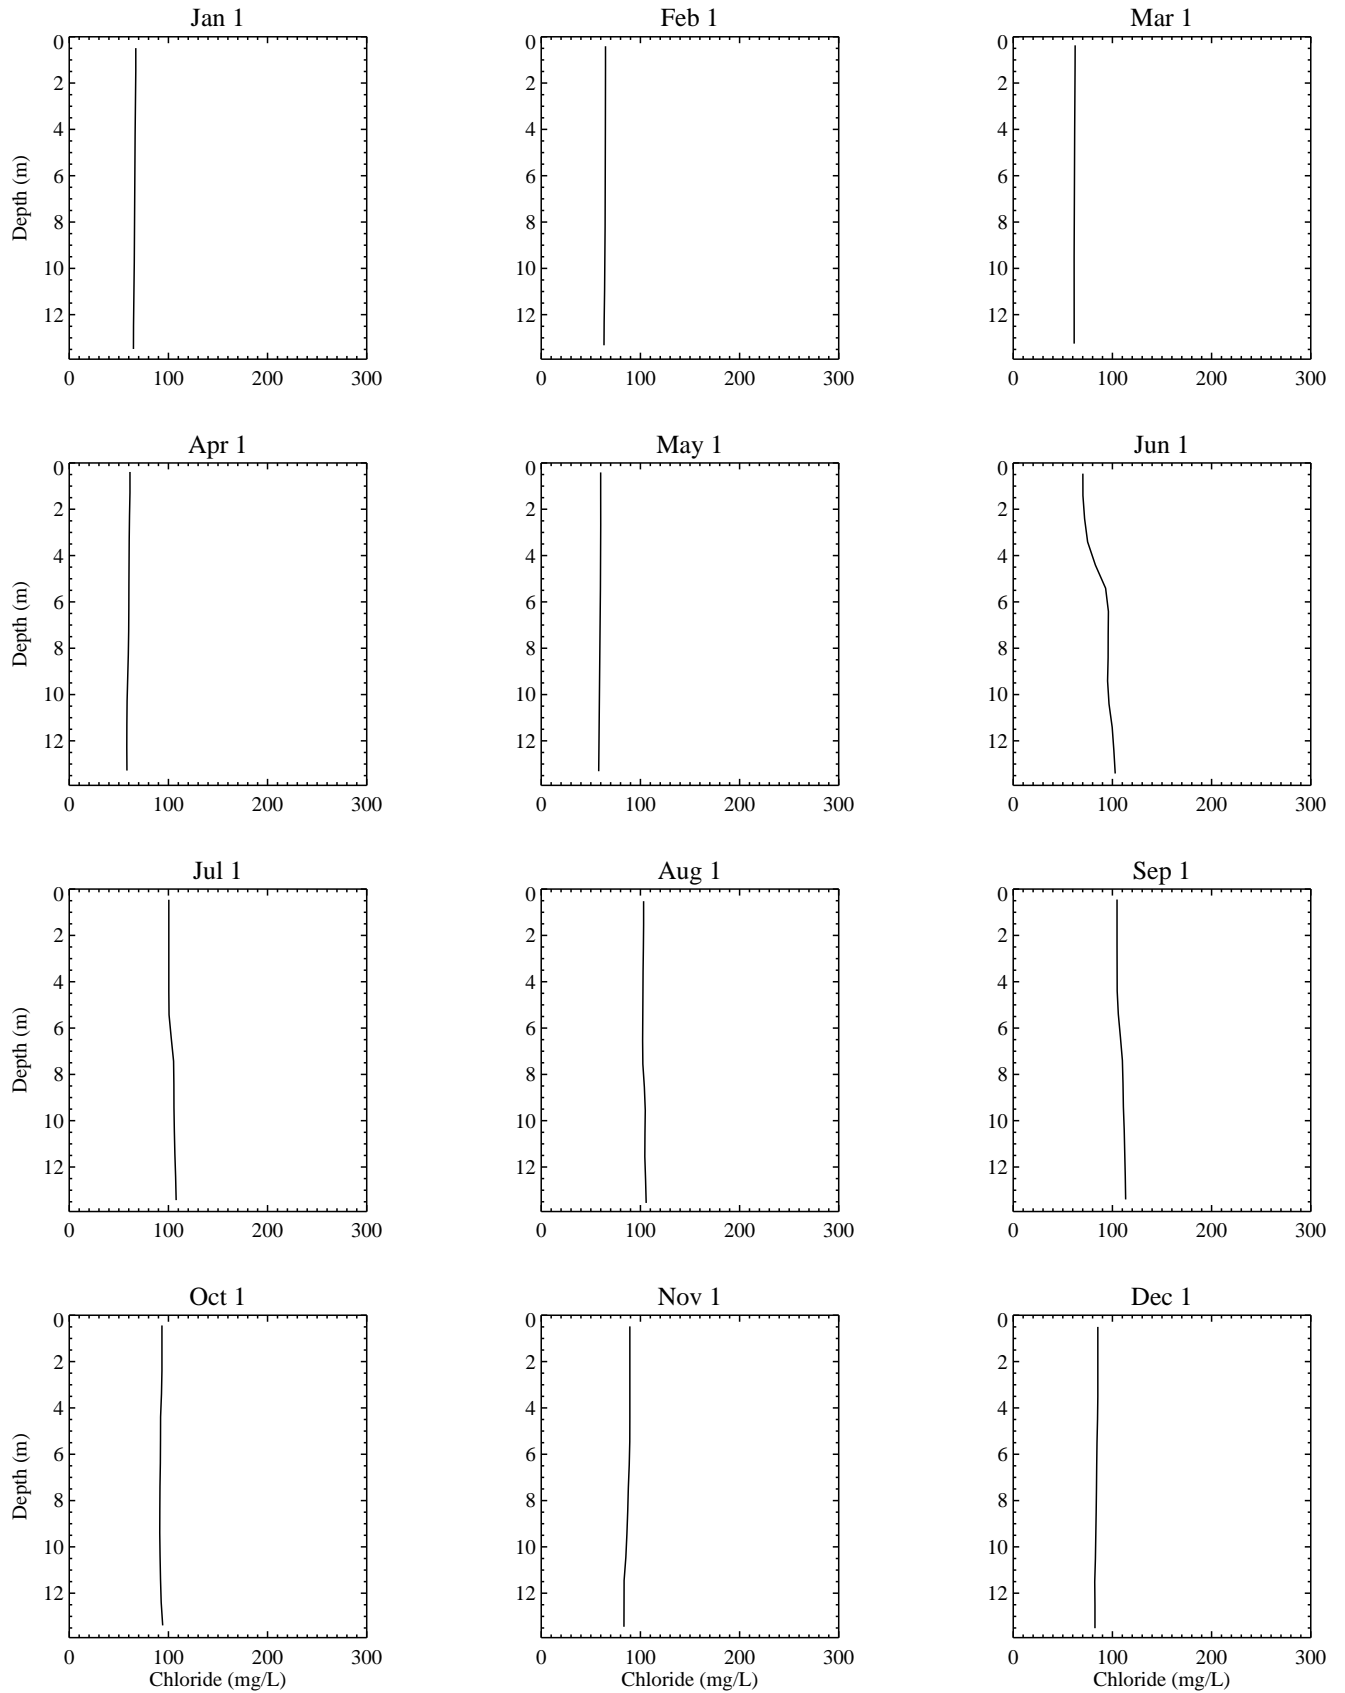 Jan 1 Feb 1 Mar 1
0 0 0
2 2 2
4 4 4
Depth (m)
6 6 6
8 8 8
10 10 10
12 12 12
0 100 200 300 0 100 200 300 0 100 200 300
Apr 1 May 1 Jun 1
0 0 0
2 2 2
4 4 4
Depth (m)
6 6 6
8 8 8
10 10 10
12 12 12
0 100 200 300 0 100 200 300 0 100 200 300
Jul 1 Aug 1 Sep 1
0 0 0
2 2 2
4 4 4
Depth (m)
6 6 6
8 8 8
10 10 10
12 12 12
0 100 200 300 0 100 200 300 0 100 200 300
Oct 1 Nov 1 Dec 1
0 0 0
2 2 2
4 4 4
Depth (m)
6 6 6
8 8 8
10 10 10
12 12 12
0 100 200 300 0 100 200 300 0 100 200 300
Chloride (mg/L) Chloride (mg/L) Chloride (mg/L)